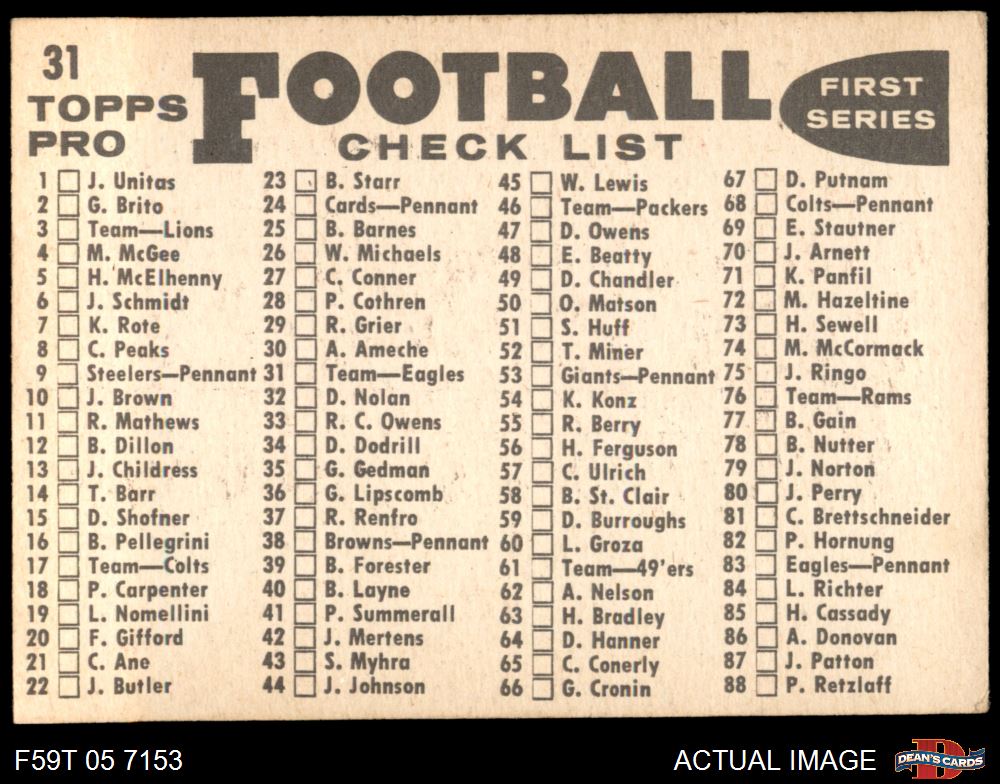 31
TOPPS
PRO
FOOTBALL
CHECK LIST
FIRST
SERIES
1 J. Unitas
2 G. Brito
3 Team—Lions
4 M. McGee
5 H. McElhenny
6 J. Schmidt
7 K. Rote
8 C. Peaks
9 Steelers—Pennant
10 J. Brown
11 R. Mathews
12 B. Dillon
13 J. Childress
14 T. Barr
15 D. Shofner
16 B. Pellegrini
17 Team—Colts
18 P. Carpenter
19 L. Nomellini
20 F. Gifford
21 C. Ane
22 J. Butler
23 B. Starr
24 Cards—Pennant
25 B. Barnes
26 W. Michaels
27 C. Conner
28 P. Cothren
29 R. Grier
30 A. Ameche
31 Team—Eagles
32 D. Nolan
33 R. C. Owens
34 D. Dodrill
35 G. Gedman
36 G. Lipscomb
37 R. Renfro
38 Browns—Pennant
39 B. Forester
40 B. Layne
41 P. Summerall
42 J. Mertens
43 S. Myhra
44 J. Johnson
45 W. Lewis
46 Team—Packers
47 D. Owens
48 E. Beatty
49 D. Chandler
50 O. Matson
51 S. Huff
52 T. Miner
53 Giants—Pennant
54 K. Konz
55 R. Berry
56 H. Ferguson
57 C. Ulrich
58 B. St. Clair
59 D. Burroughs
60 L. Groza
61 Team—49'ers
62 A. Nelson
63 H. Bradley
64 D. Hanner
65 C. Conerly
66 G. Cronin
67 D. Putnam
68 Colts—Pennant
69 E. Stautner
70 J. Arnett
71 K. Panfil
72 M. Hazeltine
73 H. Sewell
74 M. McCormack
75 J. Ringo
76 Team—Rams
77 B. Gain
78 B. Nutter
79 J. Norton
80 J. Perry
81 C. Brettschneider
82 P. Hornung
83 Eagles—Pennant
84 L. Richter
85 H. Cassady
86 A. Donovan
87 J. Patton
88 P. Retzlaff
F59T 05 7153
ACTUAL IMAGE
DEAN'S CARDS